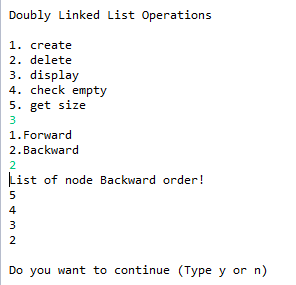 Doubly Linked List Operations
1. create
2. delete
3. display
4. check empty
5. get size
3
1.Forward
2.Backward
2
List of node Backward order!
5
4
3
2
Do you want to continue (Type y or n)